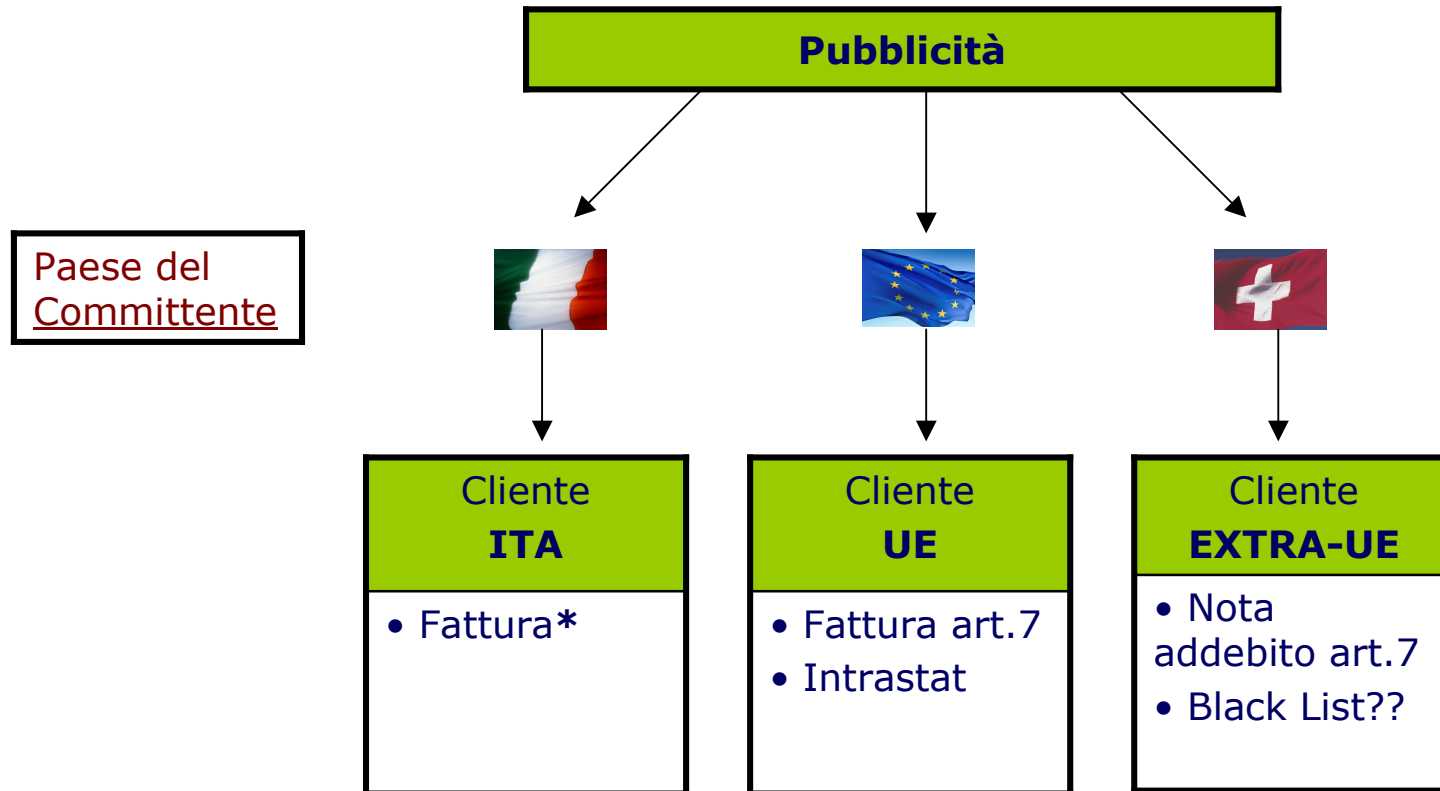 Pubblicità
Paese del
Committente
Cliente
ITA
• Fattura*
Cliente
UE
• Fattura art.7
• Intrastat
Cliente
EXTRA-UE
• Nota
addebito art.7
• Black List??